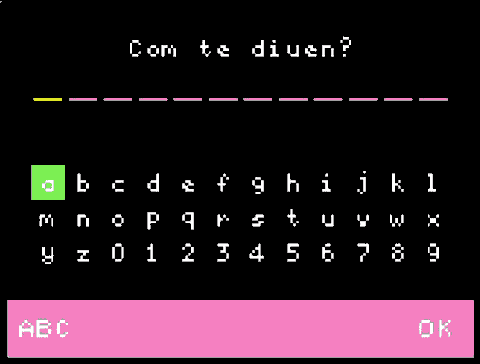 Com te diuen?
a b c d e f g h i j k l
m n o p q r s t u v w x
y z 0 1 2 3 4 5 6 7 8 9
ABC OK